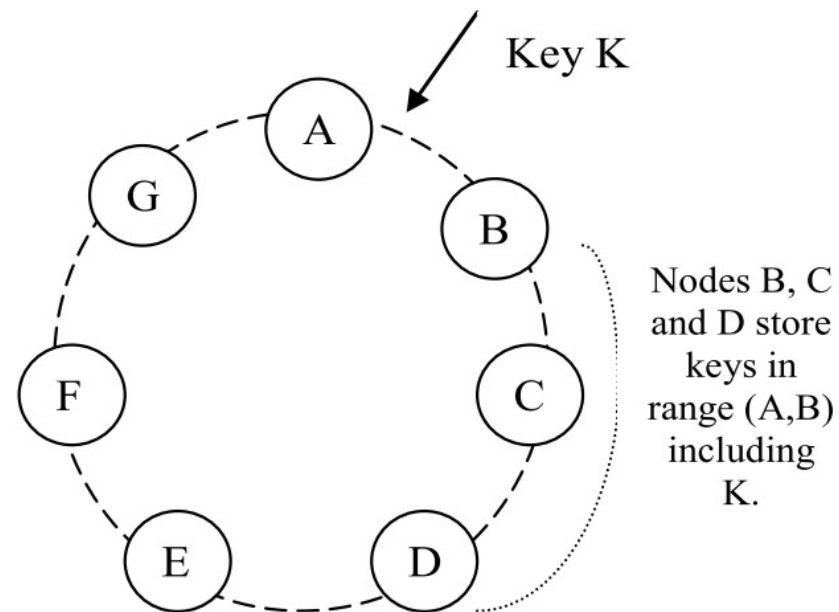 Key K
A
G
B
Nodes B, C
and D store
keys in
range (A,B)
including
K.
F
C
E
D